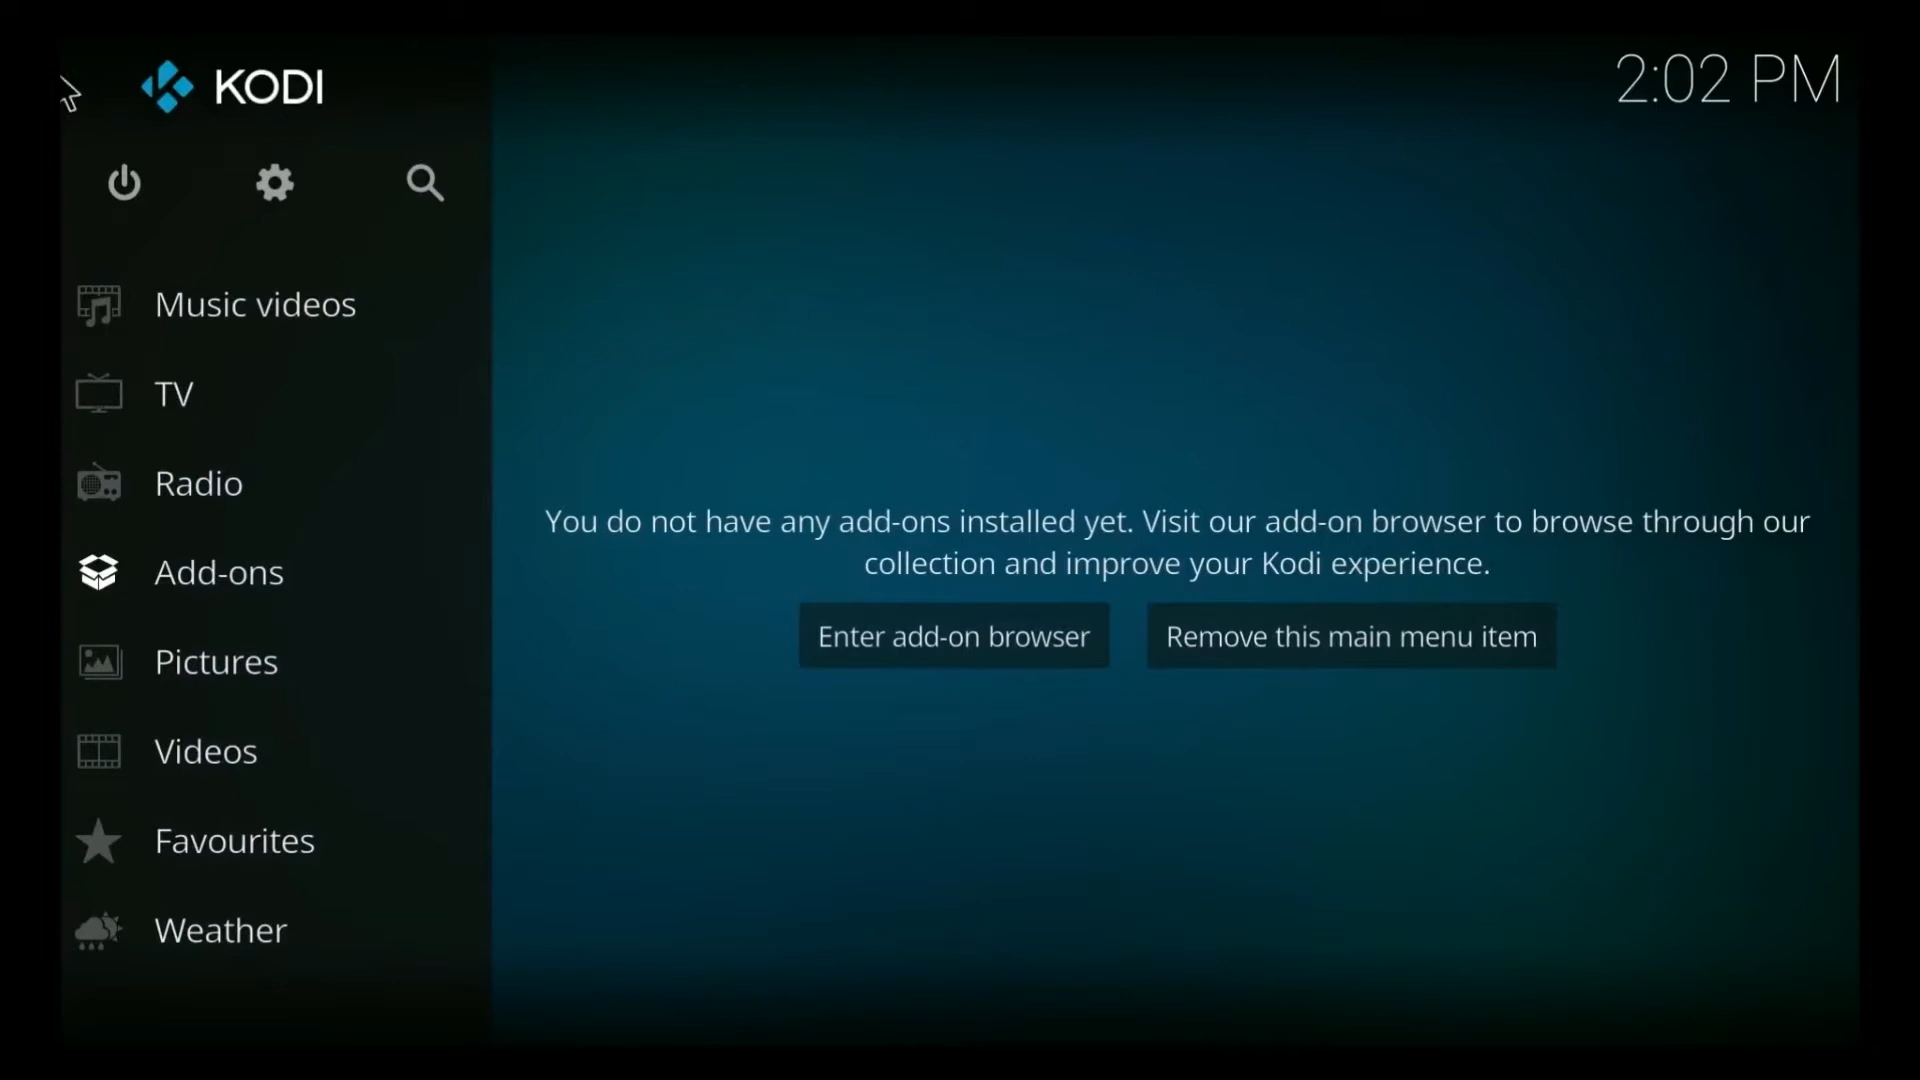 KODI
2:02 PM
Music videos
TV
Radio
Add-ons
Pictures
Videos
Favourites
Weather
You do not have any add-ons installed yet. Visit our add-on browser to browse through our
collection and improve your Kodi experience.
Enter add-on browser
Remove this main menu item